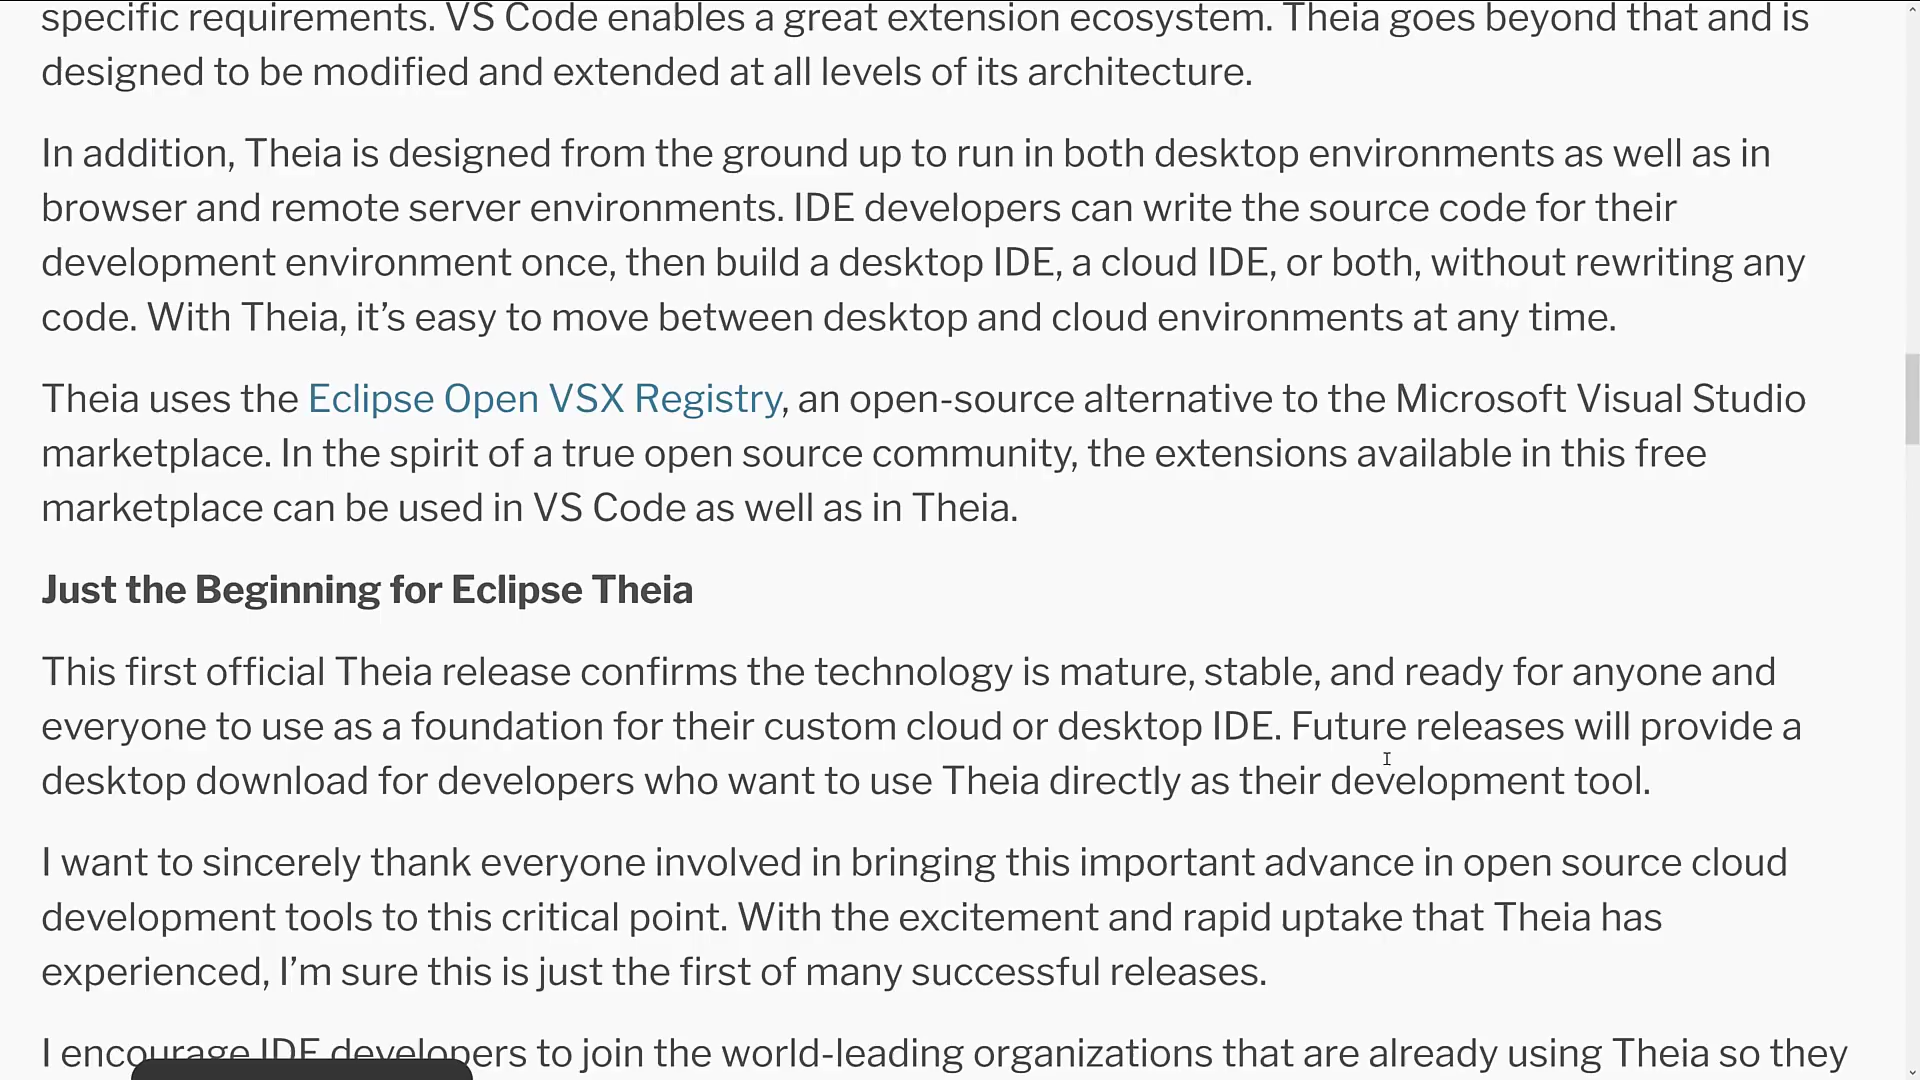 specific requirements. VS Code enables a great extension ecosystem. Theia goes beyond that and is
designed to be modified and extended at all levels of its architecture.
In addition, Theia is designed from the ground up to run in both desktop environments as well as in
browser and remote server environments. IDE developers can write the source code for their
development environment once, then build a desktop IDE, a cloud IDE, or both, without rewriting any
code. With Theia, it’s easy to move between desktop and cloud environments at any time.
Theia uses the Eclipse Open VSX Registry, an open-source alternative to the Microsoft Visual Studio
marketplace. In the spirit of a true open source community, the extensions available in this free
marketplace can be used in VS Code as well as in Theia.
Just the Beginning for Eclipse Theia
This first official Theia release confirms the technology is mature, stable, and ready for anyone and
everyone to use as a foundation for their custom cloud or desktop IDE. Future releases will provide a
desktop download for developers who want to use Theia directly as their development tool.
I want to sincerely thank everyone involved in bringing this important advance in open source cloud
development tools to this critical point. With the excitement and rapid uptake that Theia has
experienced, I’m sure this is just the first of many successful releases.
I encourage IDE developers to join the world-leading organizations that are already using Theia so they